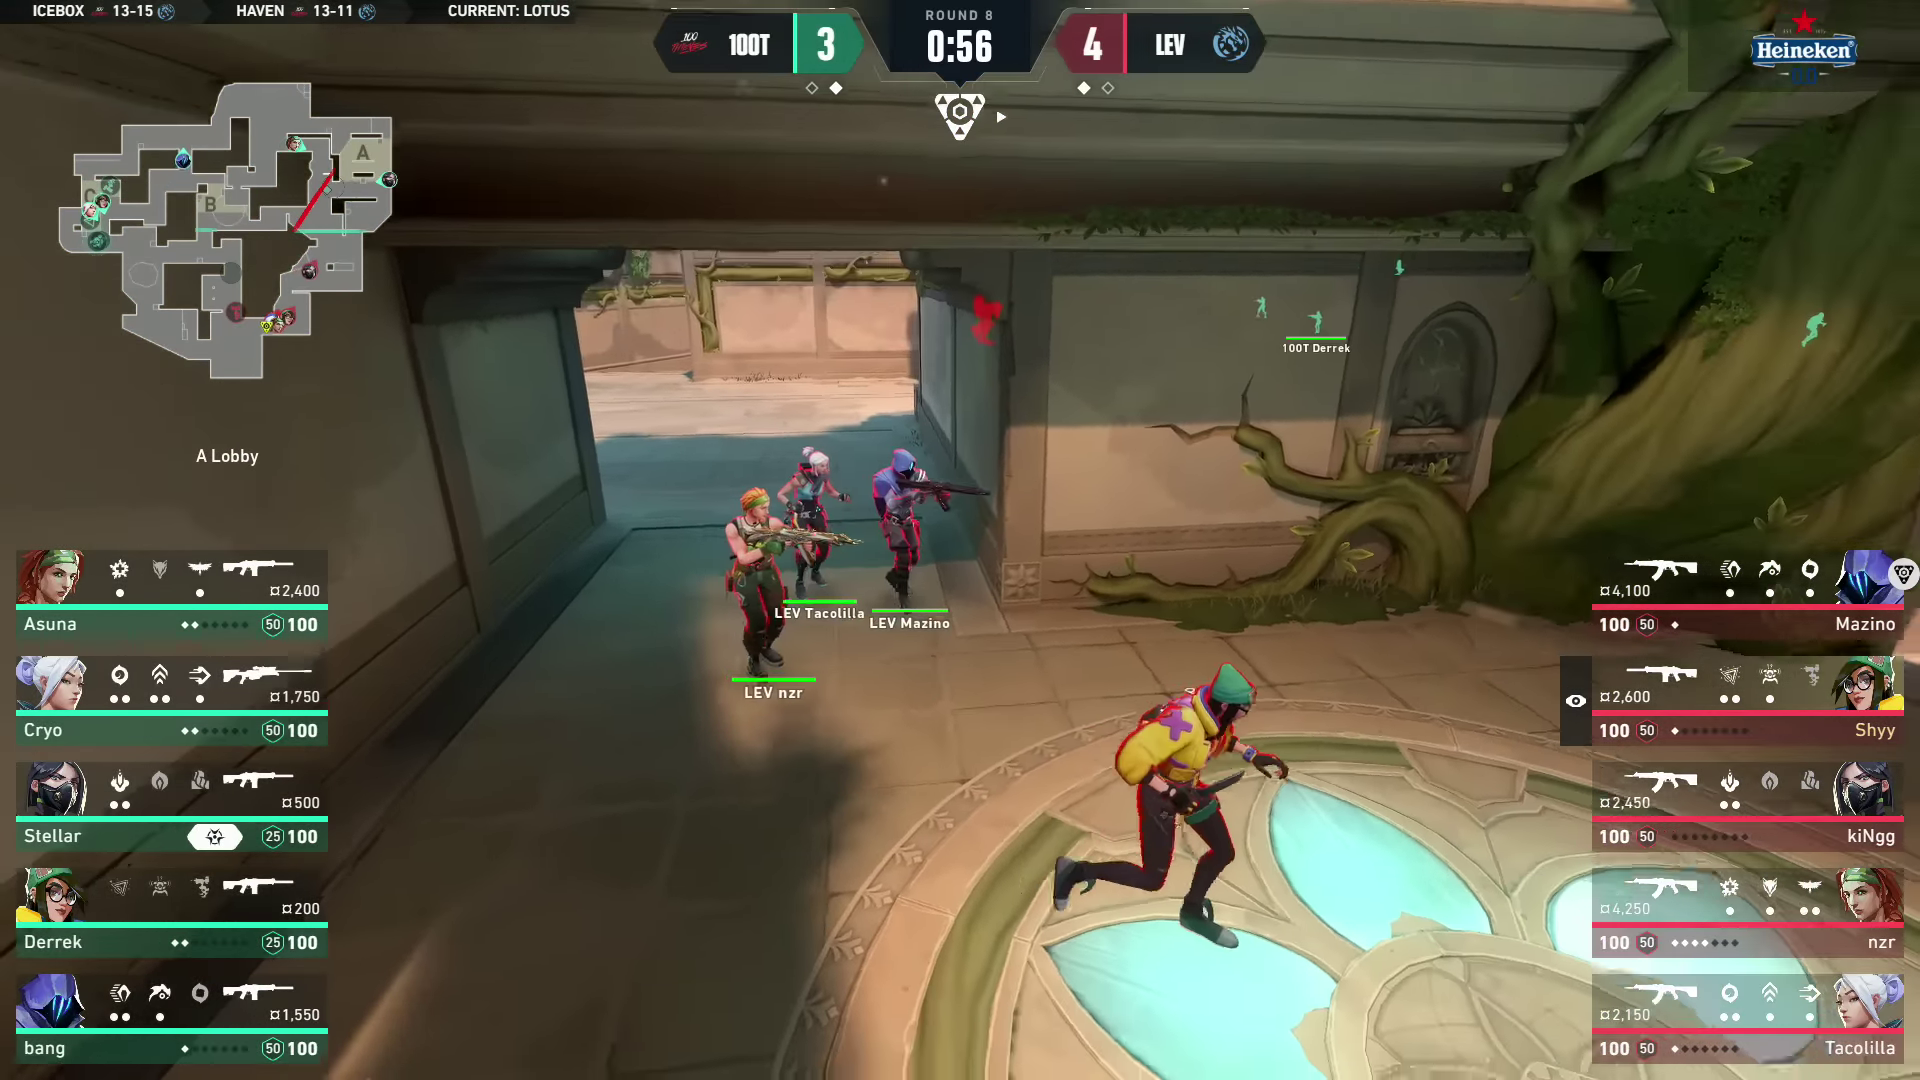 ICEBOX 13-15 HAVEN 13-11 CURRENT: LOTUS
100T 3 ROUND 8 4 LEV
0:56
Heineken
A
C
B
A Lobby
100T Derrek
LEV Tacolilla
LEV Mazino
LEV nzr
¤2,400
Asuna 50 100
¤1,750
Cryo 50 100
¤500
Stellar 25 100
¤200
Derrek 25 100
¤1,550
bang 50 100
¤4,100
100 50 Mazino
¤2,600
100 50 Shyy
¤2,450
100 50 kiNgg
¤4,250
100 50 nzr
¤2,150
100 50 Tacolilla